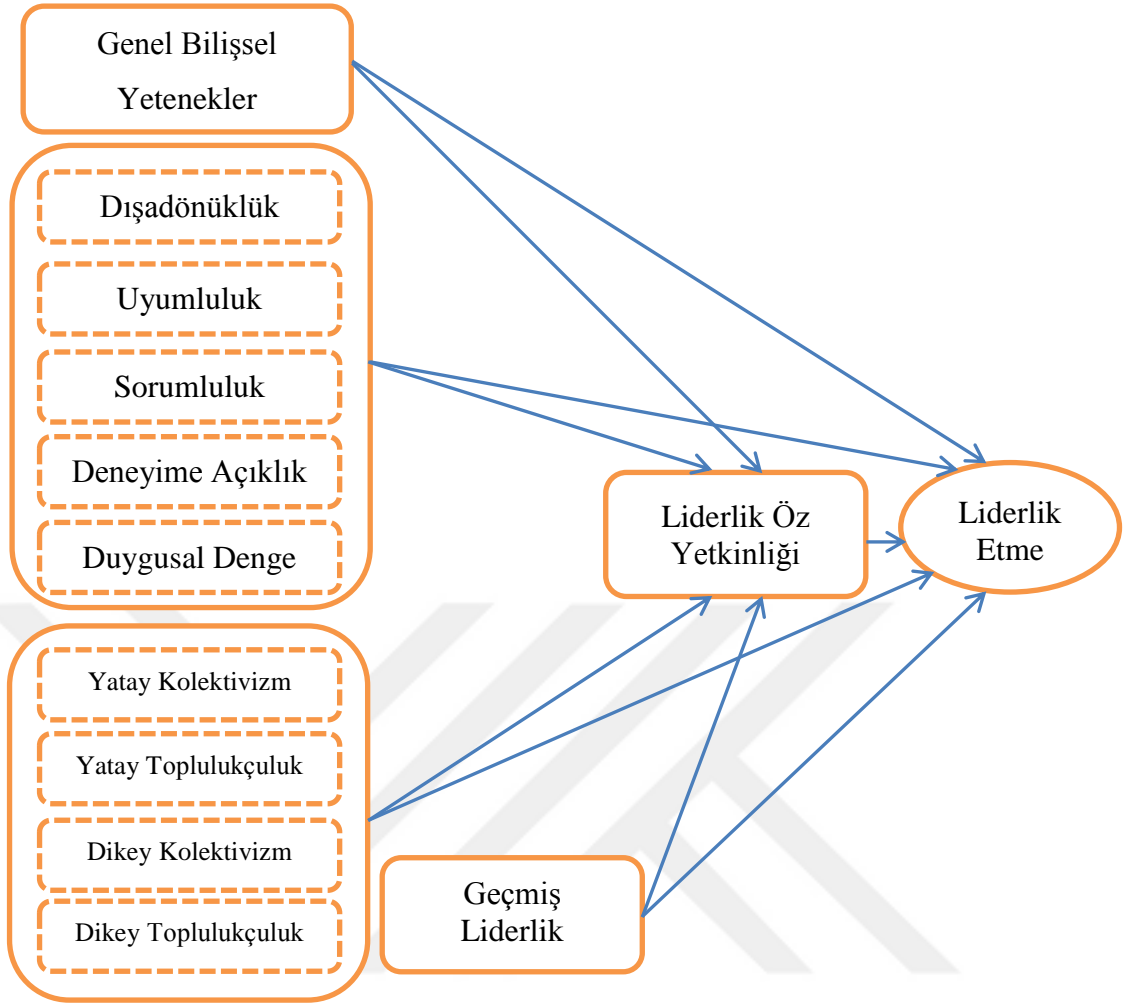 Genel Bilişsel
Yetenekler
Dışadönüklük
Uyumluluk
Sorumluluk
Deneyime Açıklık
Duygusal Denge
Liderlik Öz
Yetkinliği
Liderlik
Etme
Yatay Kolektivizm
Yatay Toplulukçuluk
Dikey Kolektivizm
Dikey Toplulukçuluk
Geçmiş
Liderlik